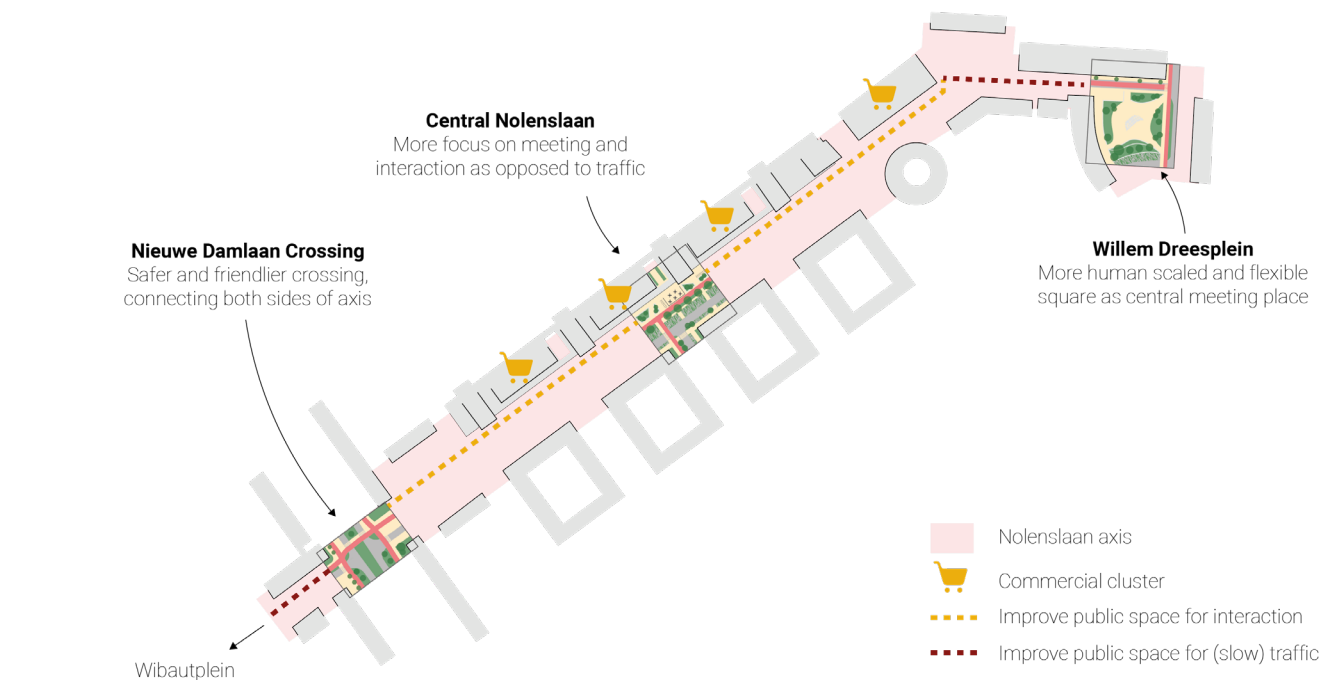 Central Nolenslaan
More focus on meeting and
interaction as opposed to traffic
Nieuwe Damlaan Crossing
Safer and friendlier crossing,
connecting both sides of axis
Willem Dreesplein
More human scaled and flexible
square as central meeting place
Wibautplein
Nolenslaan axis
Commercial cluster
Improve public space for interaction
Improve public space for (slow) traffic